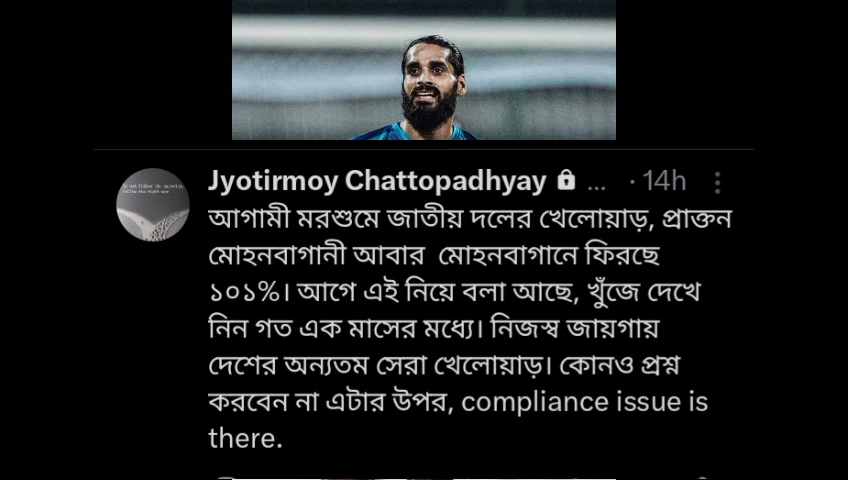 Jyotirmoy Chattopadhyay ... · 14h
আগামী মরশুমে জাতীয় দলের খেলোয়াড়, প্রাক্তন
মোহনবাগানী আবার মোহনবাগানে ফিরছে
১০১%। আগে এই নিয়ে বলা আছে, খুঁজে দেখে
নিন গত এক মাসের মধ্যে। নিজস্ব জায়গায়
দেশের অন্যতম সেরা খেলোয়াড়। কোনও প্রশ্ন
করবেন না এটার উপর, compliance issue is
there.